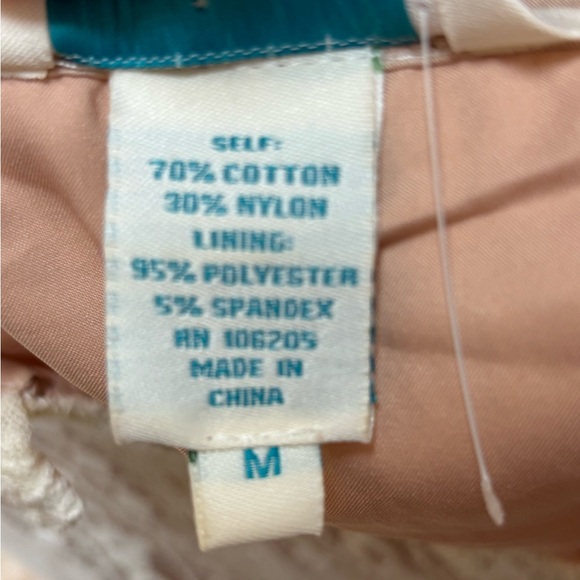 SELF:
70% COTTON
30% NYLON
LINING:
95% POLYESTER
5% SPANDEX
RN 106205
MADE IN
CHINA
M